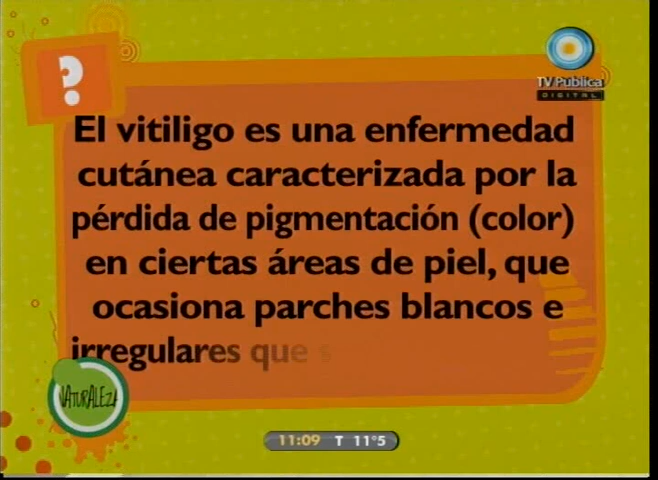 ?
TV Pública
DIGITAL
El vitiligo es una enfermedad
cutánea caracterizada por la
pérdida de pigmentación (color)
en ciertas áreas de piel, que
ocasiona parches blancos e
irregulares que s
NATURALEZA
11:09 T 11°5